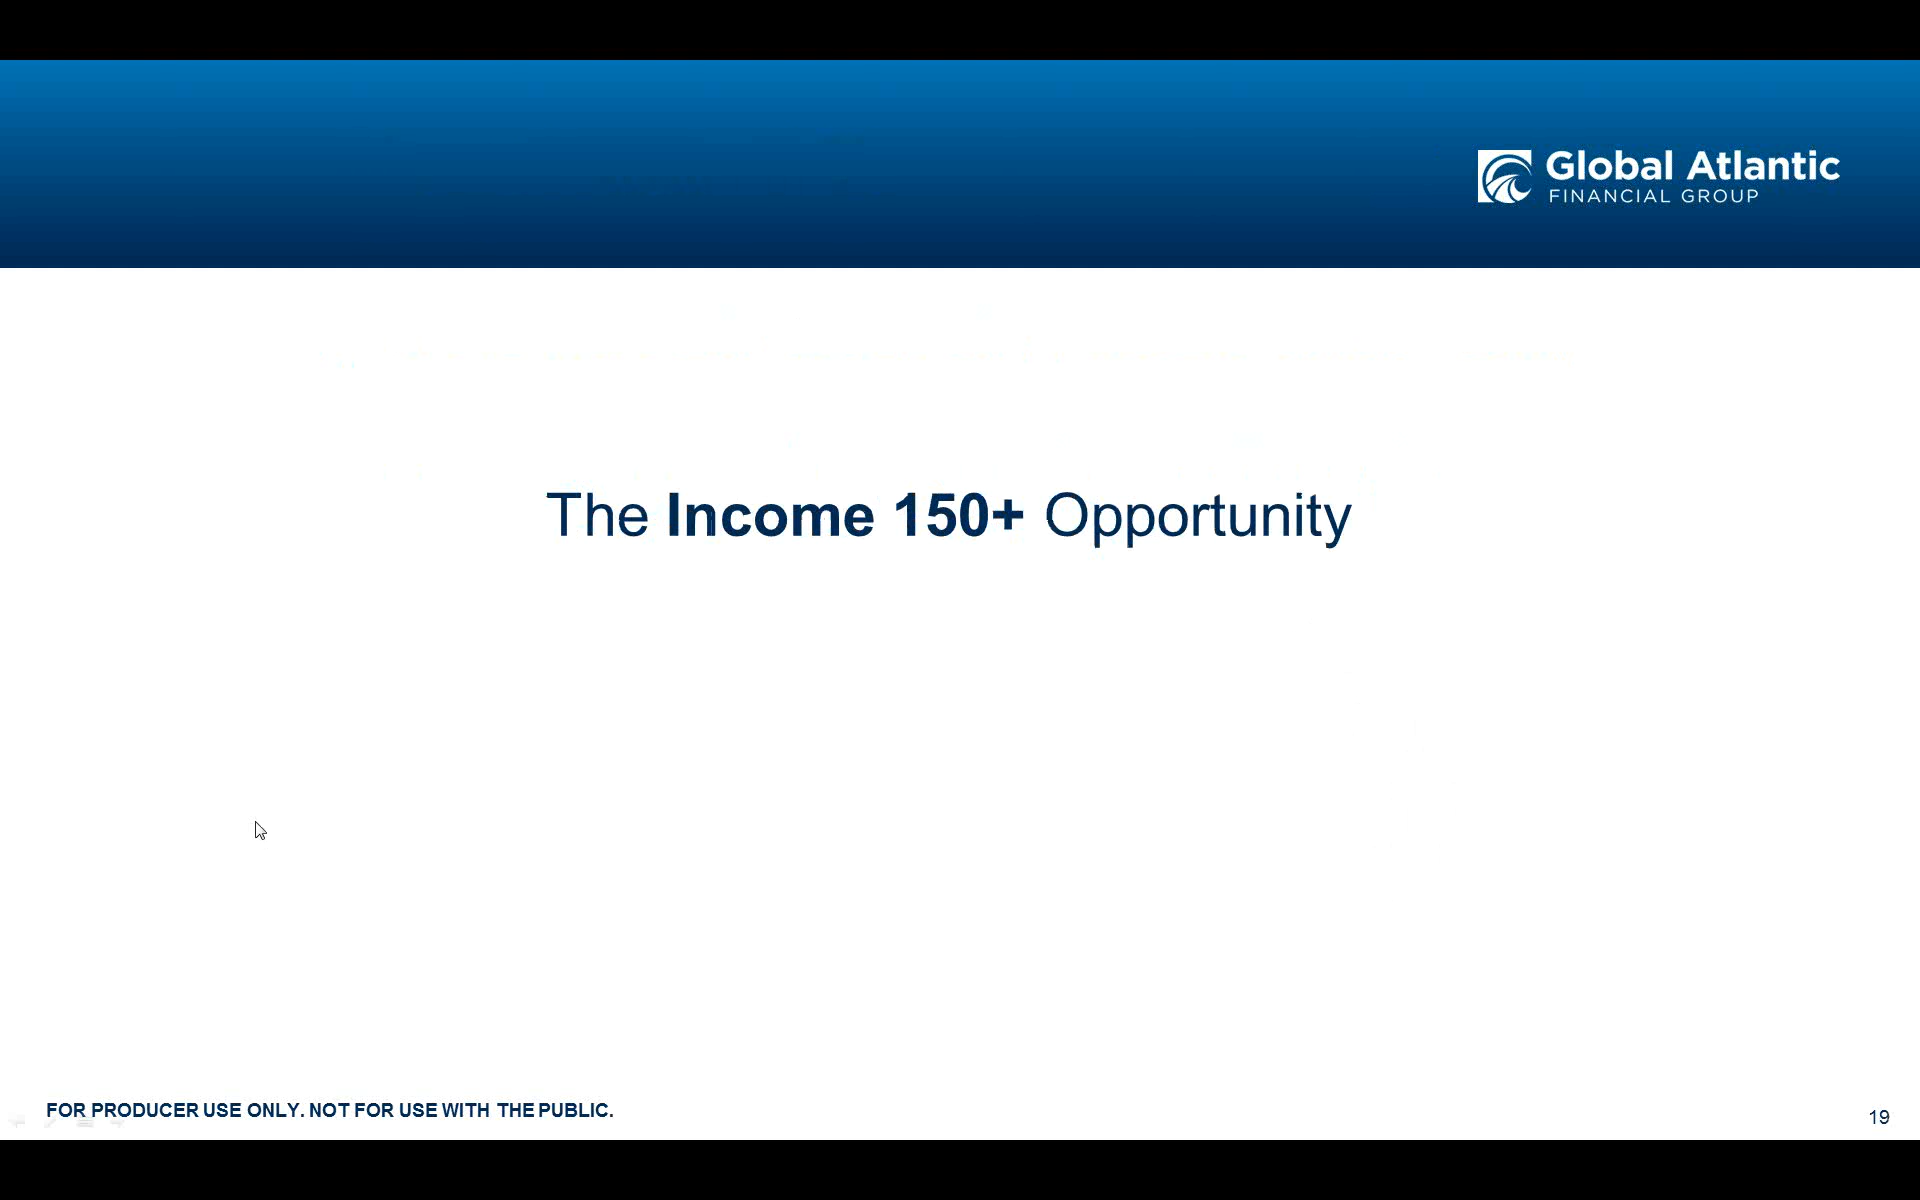 Global Atlantic
FINANCIAL GROUP
The Income 150+ Opportunity
FOR PRODUCER USE ONLY. NOT FOR USE WITH THE PUBLIC.
19